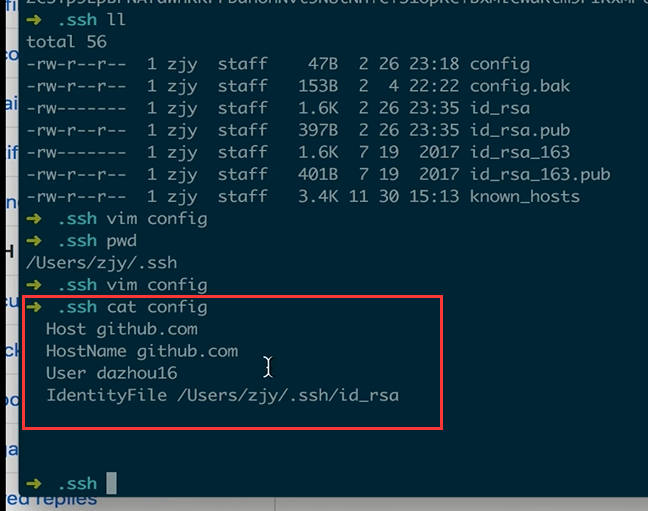 ➜ .ssh ll
total 56
-rw-r--r-- 1 zjy staff 47B 2 26 23:18 config
-rw-r--r-- 1 zjy staff 153B 2 4 22:22 config.bak
-rw------- 1 zjy staff 1.6K 2 26 23:35 id_rsa
-rw-r--r-- 1 zjy staff 397B 2 26 23:35 id_rsa.pub
-rw------- 1 zjy staff 1.6K 7 19 2017 id_rsa_163
-rw-r--r-- 1 zjy staff 401B 7 19 2017 id_rsa_163.pub
-rw-r--r-- 1 zjy staff 3.4K 11 30 15:13 known_hosts
➜ .ssh vim config
➜ .ssh pwd
/Users/zjy/.ssh
➜ .ssh vim config
➜ .ssh cat config
Host github.com
HostName github.com
User dazhou16
IdentityFile /Users/zjy/.ssh/id_rsa
➜ .ssh
replies